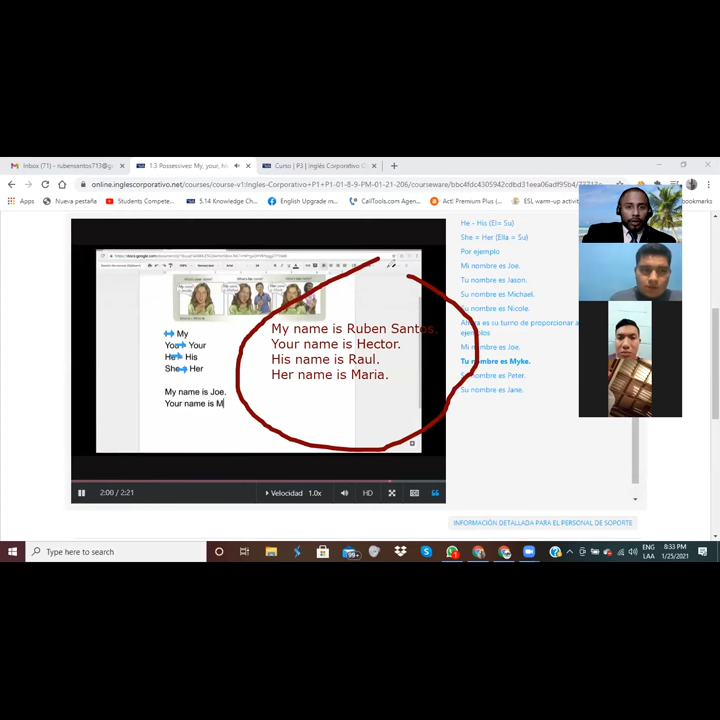 Inbox (71) - rubensantos713@g
1.3 Possessives: My, your, hi
Curso | P3 | Inglés Corporativo
online.inglescorporativo.net/courses/course-v1:Ingles-Corporativo+P1+P1-01-8-9-PM-01-21-206/courseware/bbc4fdc4305942cdbd31eea06adf95b4/
Apps
Nueva pestaña
Students Compete...
5.14 Knowledge Ch...
English Upgrade m...
CallTools.com Agen...
Act! Premium Plus (...
ESL warm-up activit
bookmarks
My
You Your
He His
She Her
My name is Joe.
Your name is M
My name is Ruben Santos.
Your name is Hector.
His name is Raul.
Her name is Maria.
2:00 / 2:21
Velocidad 1.0x
HD
He - His (El= Su)
She = Her (Ella = Su)
Por ejemplo
Mi nombre es Joe.
Tu nombre es Jason.
Su nombre es Michael.
Su nombre es Nicole.
Ahora es su turno de proporcionar
ejemplos
Mi nombre es Joe.
Tu nombre es Myke.
Su nombre es Peter.
Su nombre es Jane.
INFORMACIÓN DETALLADA PARA EL PERSONAL DE SOPORTE
Type here to search
99+
ENG
LAA
8:33 PM
1/25/2021